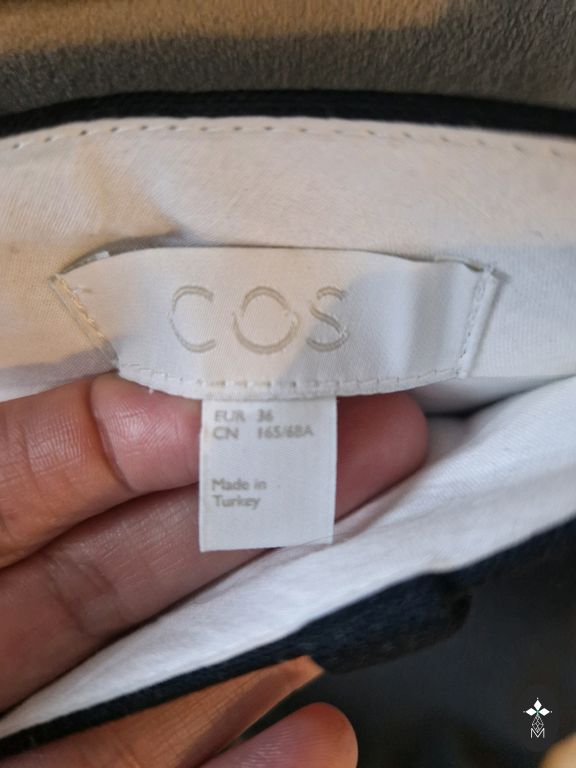 COS
EUR 36
CN 165/68A
Made in
Turkey
M